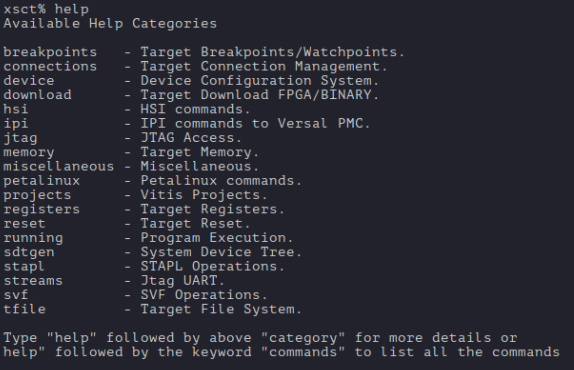 xsct% help
Available Help Categories

breakpoints   - Target Breakpoints/Watchpoints.
connections   - Target Connection Management.
device        - Device Configuration System.
download      - Target Download FPGA/BINARY.
hsi           - HSI commands.
ipi           - IPI commands to Versal PMC.
jtag          - JTAG Access.
memory        - Target Memory.
miscellaneous - Miscellaneous.
petalinux     - Petalinux commands.
projects      - Vitis Projects.
registers     - Target Registers.
reset         - Target Reset.
running       - Program Execution.
sdtgen        - System Device Tree.
stapl         - STAPL Operations.
streams       - Jtag UART.
svf           - SVF Operations.
tfile         - Target File System.

Type "help" followed by above "category" for more details or
help" followed by the keyword "commands" to list all the commands